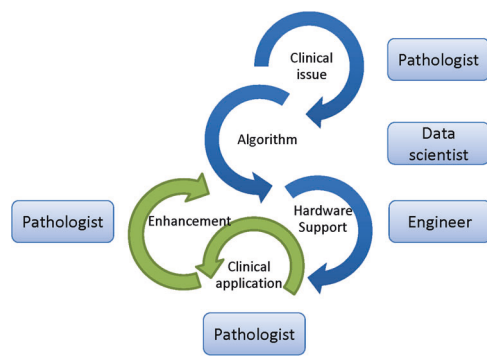 Clinical
issue
Pathologist
Algorithm
Data
scientist
Pathologist
Enhancement
Hardware
Support
Engineer
Clinical
application
Pathologist